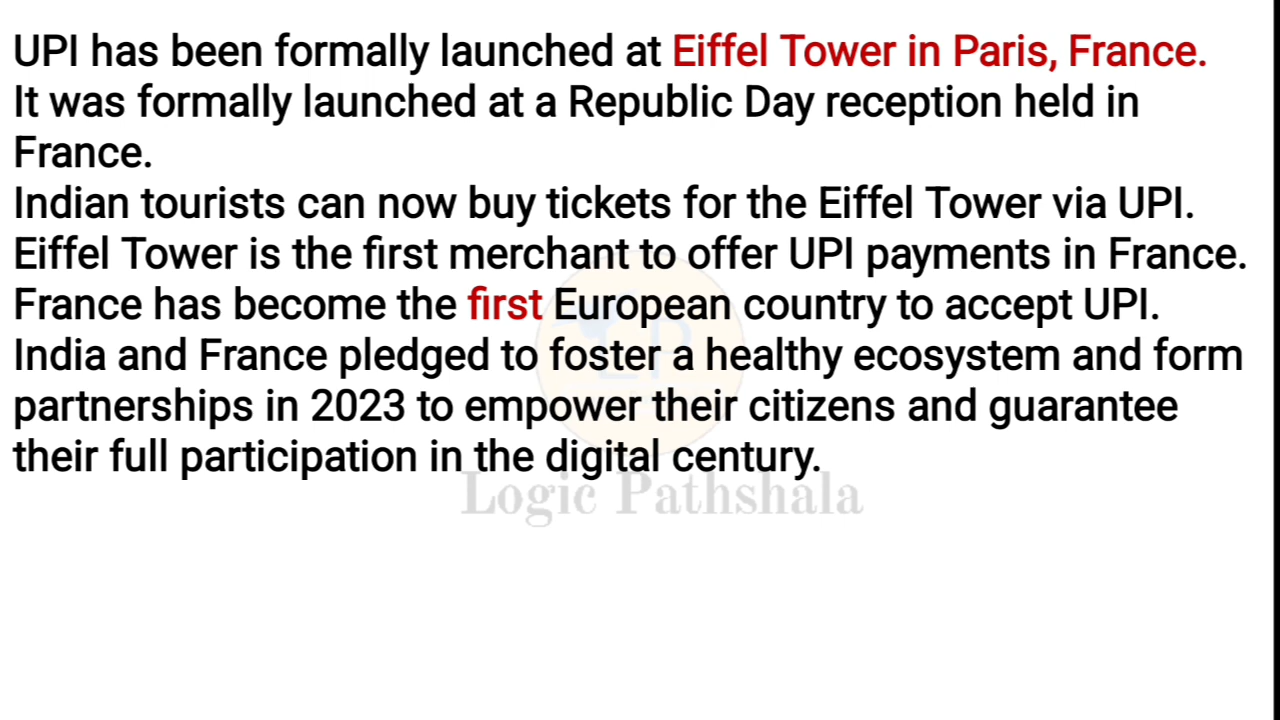 UPI has been formally launched at Eiffel Tower in Paris, France.
It was formally launched at a Republic Day reception held in
France.
Indian tourists can now buy tickets for the Eiffel Tower via UPI.
Eiffel Tower is the first merchant to offer UPI payments in France.
France has become the first European country to accept UPI.
India and France pledged to foster a healthy ecosystem and form
partnerships in 2023 to empower their citizens and guarantee
their full participation in the digital century.
Logic Pathshala